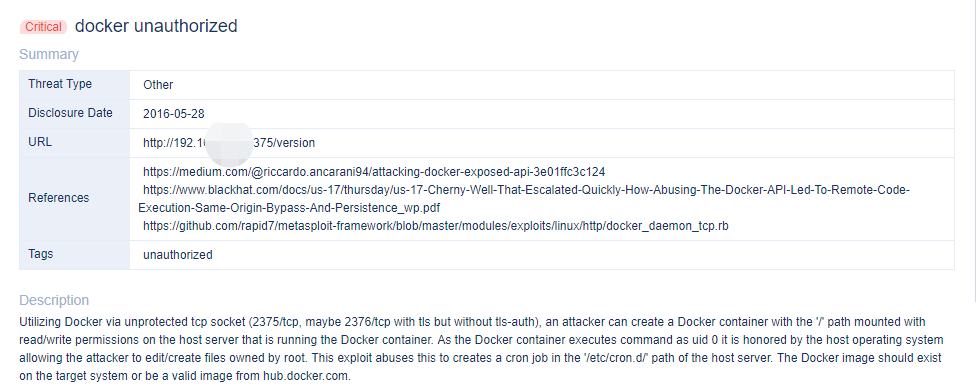 Critical docker unauthorized
Summary
Threat Type Other
Disclosure Date 2016-05-28
URL http://192.1 375/version
https://medium.com/@riccardo.ancarani94/attacking-docker-exposed-api-3e01ffc3c124
https://www.blackhat.com/docs/us-17/thursday/us-17-Cherny-Well-That-Escalated-Quickly-How-Abusing-The-Docker-API-Led-To-Remote-Code-
References
Execution-Same-Origin-Bypass-And-Persistence_wp.pdf
https://github.com/rapid7/metasploit-framework/blob/master/modules/exploits/linux/http/docker_daemon_tcp.rb
Tags unauthorized
Description
Utilizing Docker via unprotected tcp socket (2375/tcp, maybe 2376/tcp with tls but without tls-auth), an attacker can create a Docker container with the '/' path mounted with
read/write permissions on the host server that is running the Docker container. As the Docker container executes command as uid 0 it is honored by the host operating system
allowing the attacker to edit/create files owned by root. This exploit abuses this to creates a cron job in the '/etc/cron.d/' path of the host server. The Docker image should exist
on the target system or be a valid image from hub.docker.com.